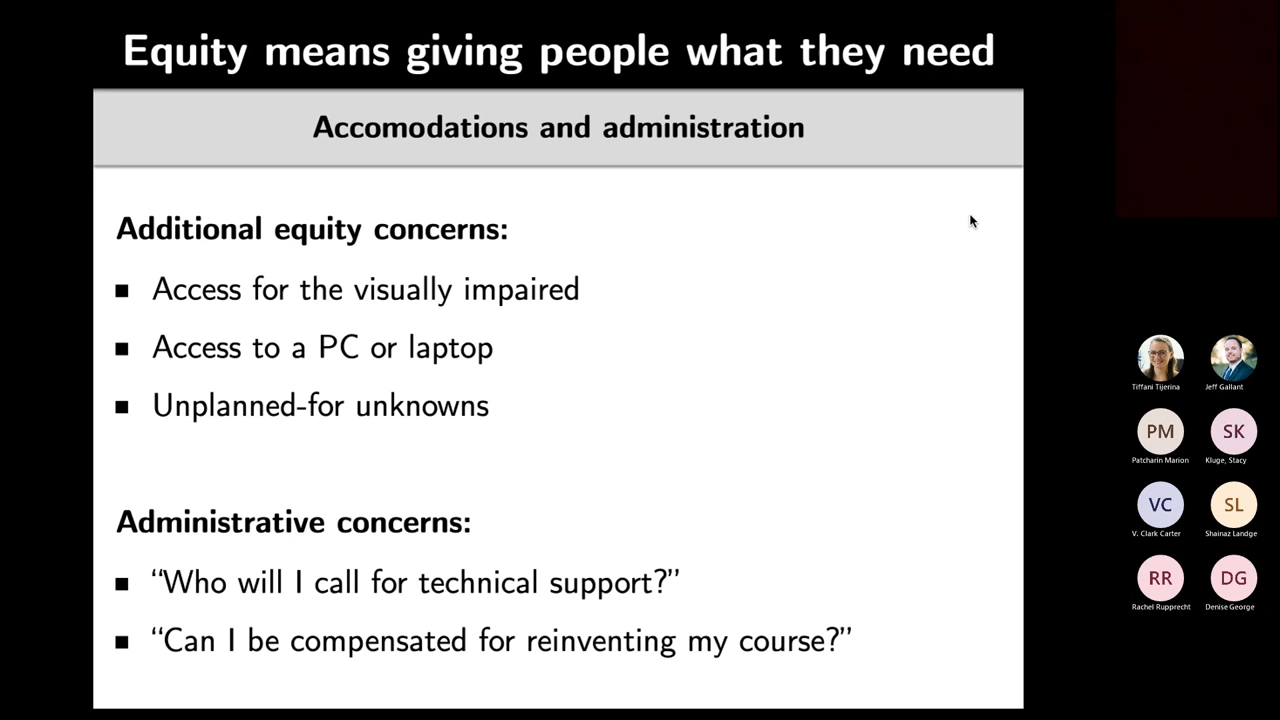 Equity means giving people what they need
Accomodations and administration
Additional equity concerns:
Access for the visually impaired
Access to a PC or laptop
Unplanned-for unknowns
Administrative concerns:
“Who will I call for technical support?”
“Can I be compensated for reinventing my course?”
Tiffani Tijerina
Jeff Gallant
PM
SK
Patcharin Marion
Kluge, Stacy
VC
SL
V. Clark Carter
Shainaz Landge
RR
DG
Rachel Rupprecht
Denise George